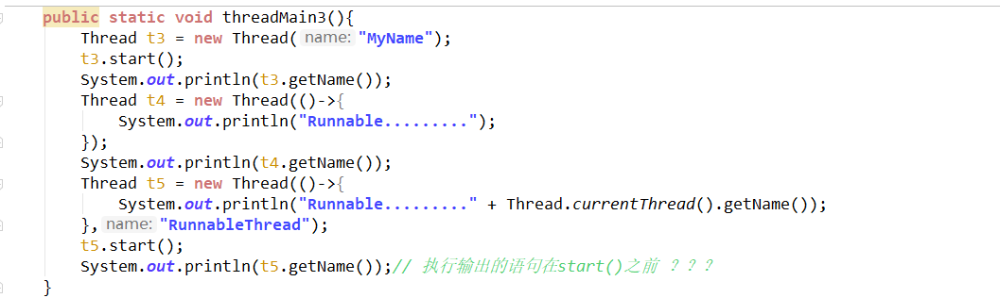 public static void threadMain3(){
Thread t3 = new Thread( name: "MyName");
t3.start();
System.out.println(t3.getName());
Thread t4 = new Thread(()->{
System.out.println("Runnable.........");
});
System.out.println(t4.getName());
Thread t5 = new Thread(()->{
System.out.println("Runnable........." + Thread.currentThread().getName());
}, name: "RunnableThread");
t5.start();
System.out.println(t5.getName());// 执行输出的语句在start()之前 ？？？
}